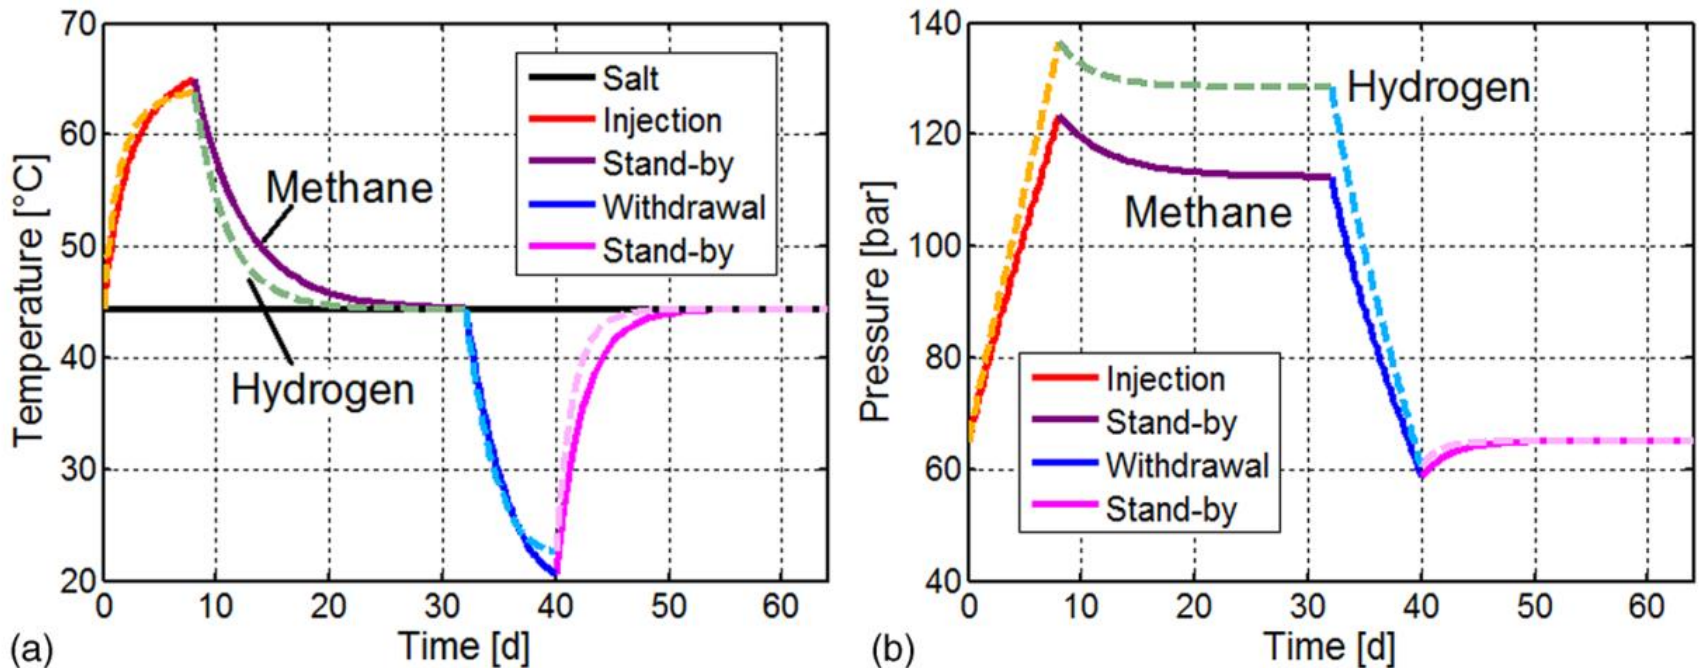 70
60
50
40
30
20
Temperature [°C]
Salt
Injection
Stand-by
Withdrawal
Stand-by
Methane
Hydrogen
0 10 20 30 40 50 60
Time [d]
(a)
140
120
100
80
60
40
Pressure [bar]
Hydrogen
Methane
Injection
Stand-by
Withdrawal
Stand-by
0 10 20 30 40 50 60
Time [d]
(b)